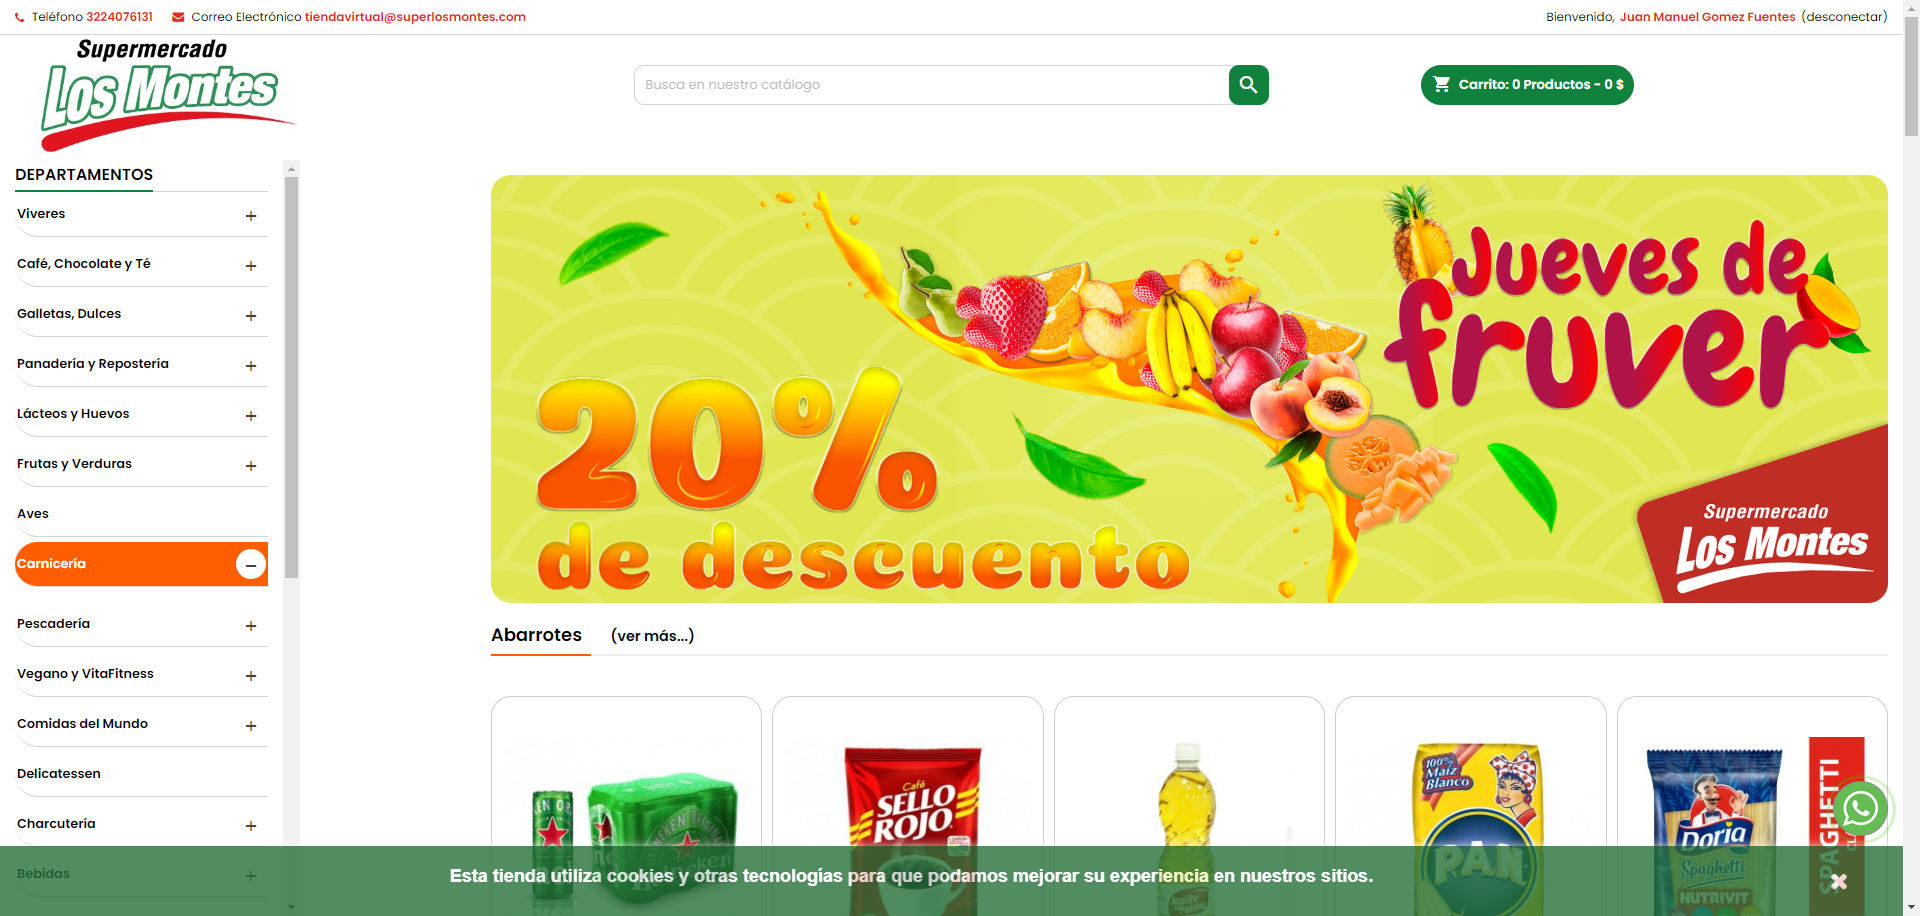 Teléfono 3224076131 Correo Electrónico tiendavirtual@superlosmontes.com
Bienvenido, Juan Manuel Gomez Fuentes (desconectar)
Supermercado
Los Montes
Busca en nuestro catálogo
Carrito: 0 Productos - 0 $
DEPARTAMENTOS
Viveres
Café, Chocolate y Té
Galletas, Dulces
Panadería y Repostería
Lácteos y Huevos
Frutas y Verduras
Aves
Carnicería
Pescadería
Vegano y VitaFitness
Comidas del Mundo
Delicatessen
Charcutería
Bebidas
Jueves de
fruver
20%
de descuento
Supermercado
Los Montes
Abarrotes (ver más...)
Café
SELLO
ROJO
100%
Maíz
Blanco
PAN
Doria
Spaghetti
NUTRIVIT
SPAGHETTI
Heineken
Aceite
de Palma
Esta tienda utiliza cookies y otras tecnologías para que podamos mejorar su experiencia en nuestros sitios.